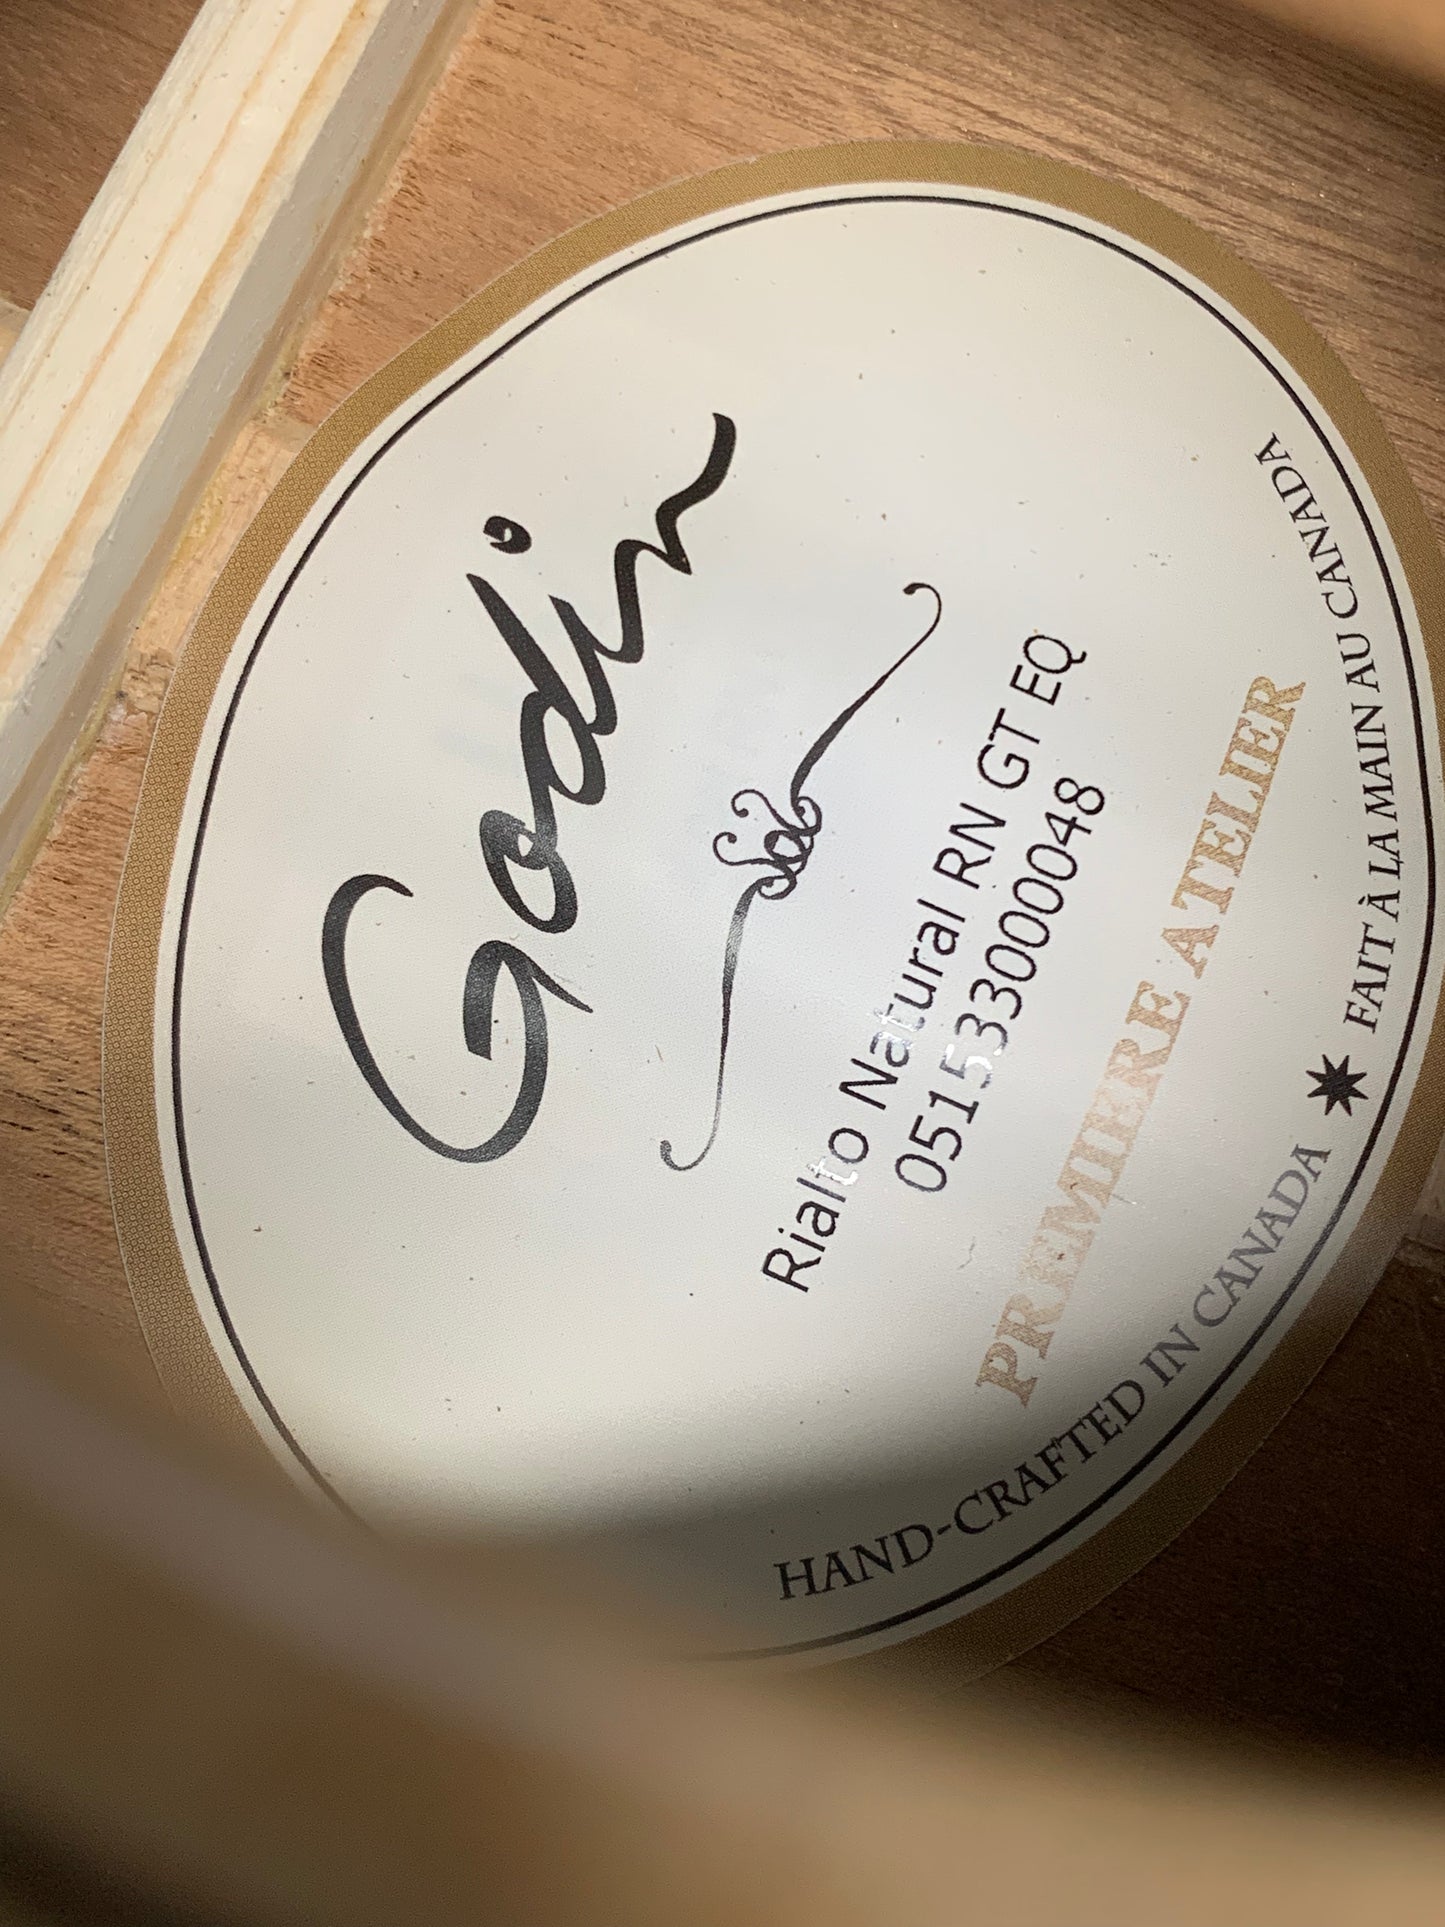 Godin
Rialto Natural RN GT EQ
051533000048
PREMIERE ATELIER
HAND-CRAFTED IN CANADA ✷ FAIT À LA MAIN AU CANADA